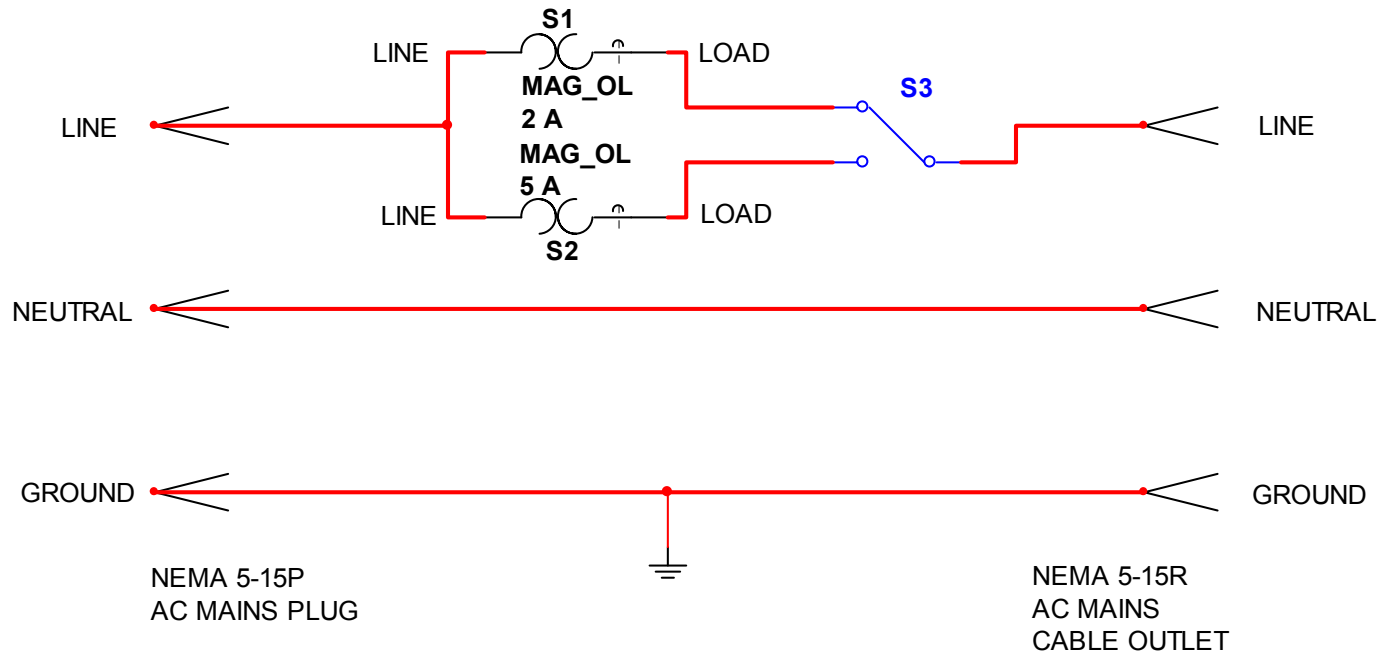 S1
LINE
LOAD
MAG_OL
2 A
S3
LINE
LINE
MAG_OL
5 A
LINE
LOAD
S2
NEUTRAL
NEUTRAL
GROUND
GROUND
NEMA 5-15P
AC MAINS PLUG
NEMA 5-15R
AC MAINS
CABLE OUTLET